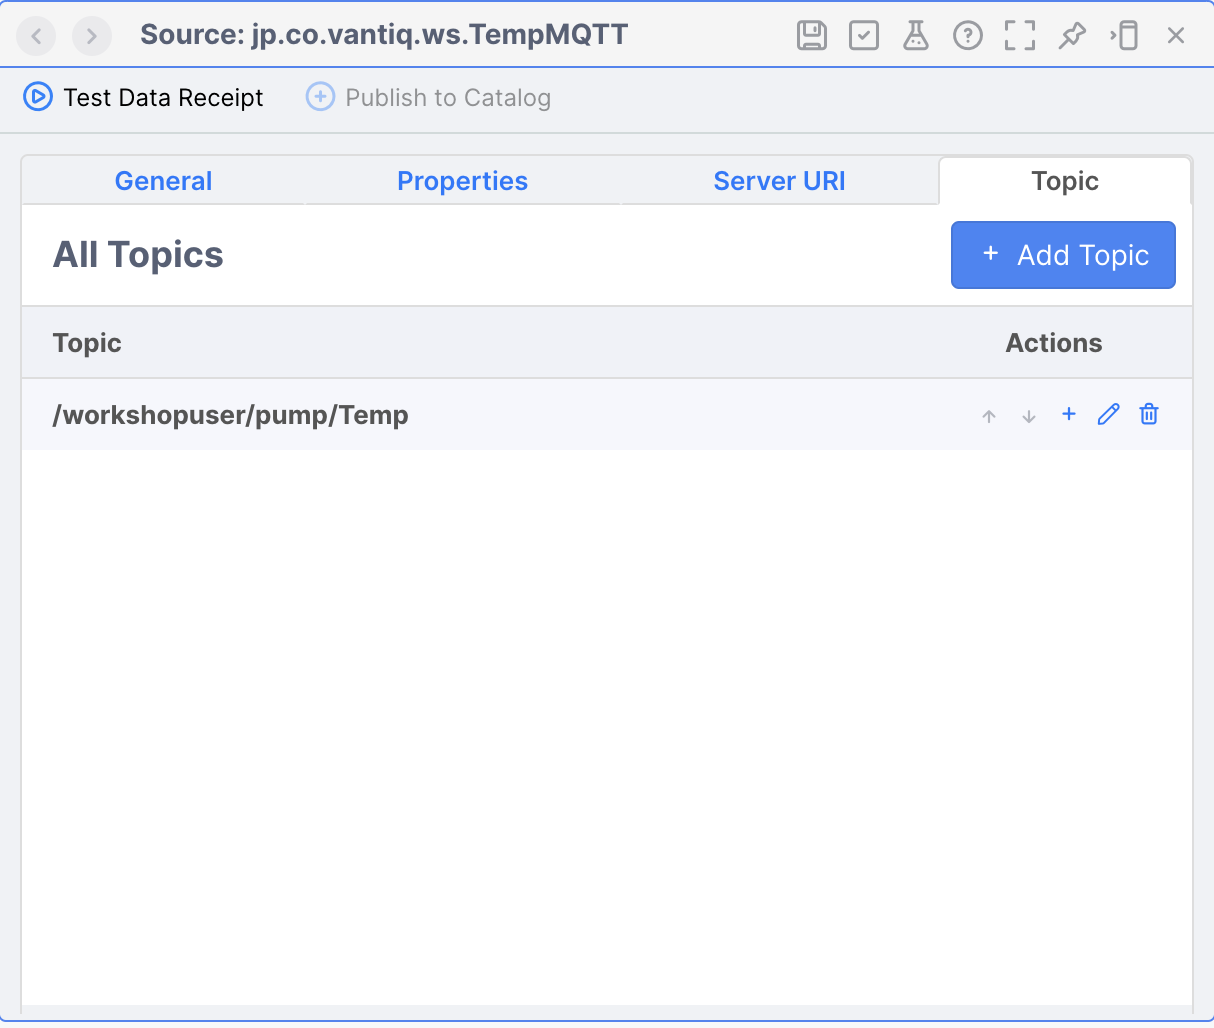 Source: jp.co.vantiq.ws.TempMQTT
Test Data Receipt Publish to Catalog
General Properties Server URI Topic
All Topics + Add Topic
Topic Actions
/workshopuser/pump/Temp